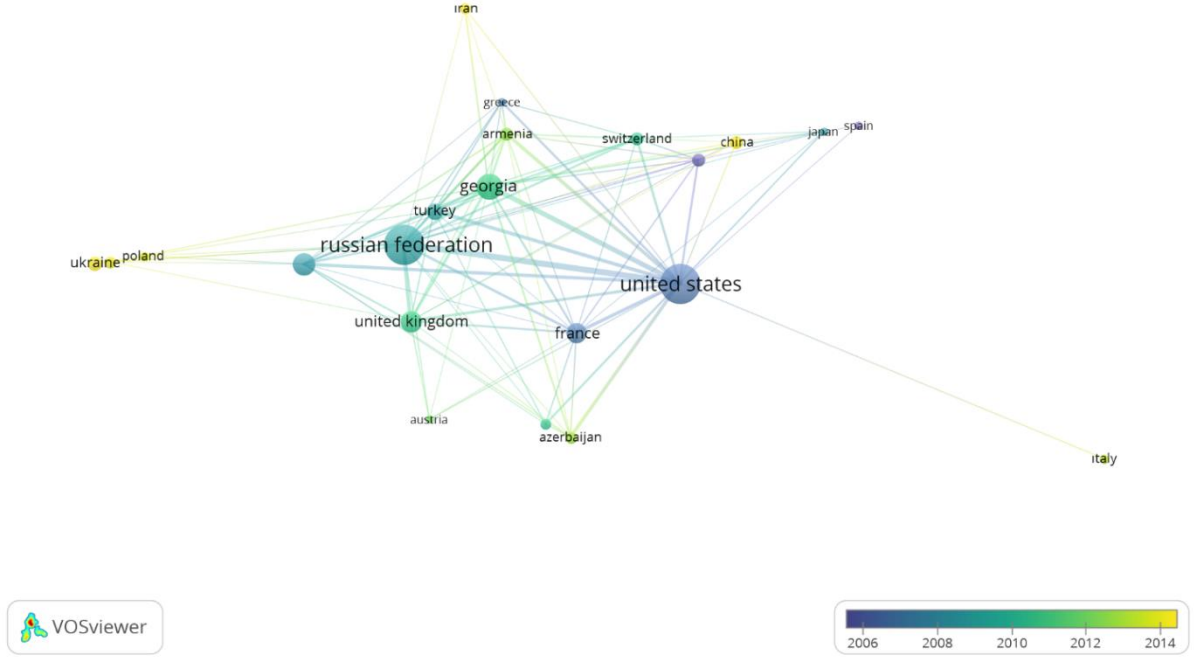 iran
greece
armenia
switzerland
china
japan
spain
georgia
turkey
russian federation
ukraine
poland
united states
united kingdom
france
austria
azerbaijan
italy
VOSviewer
2006
2008
2010
2012
2014